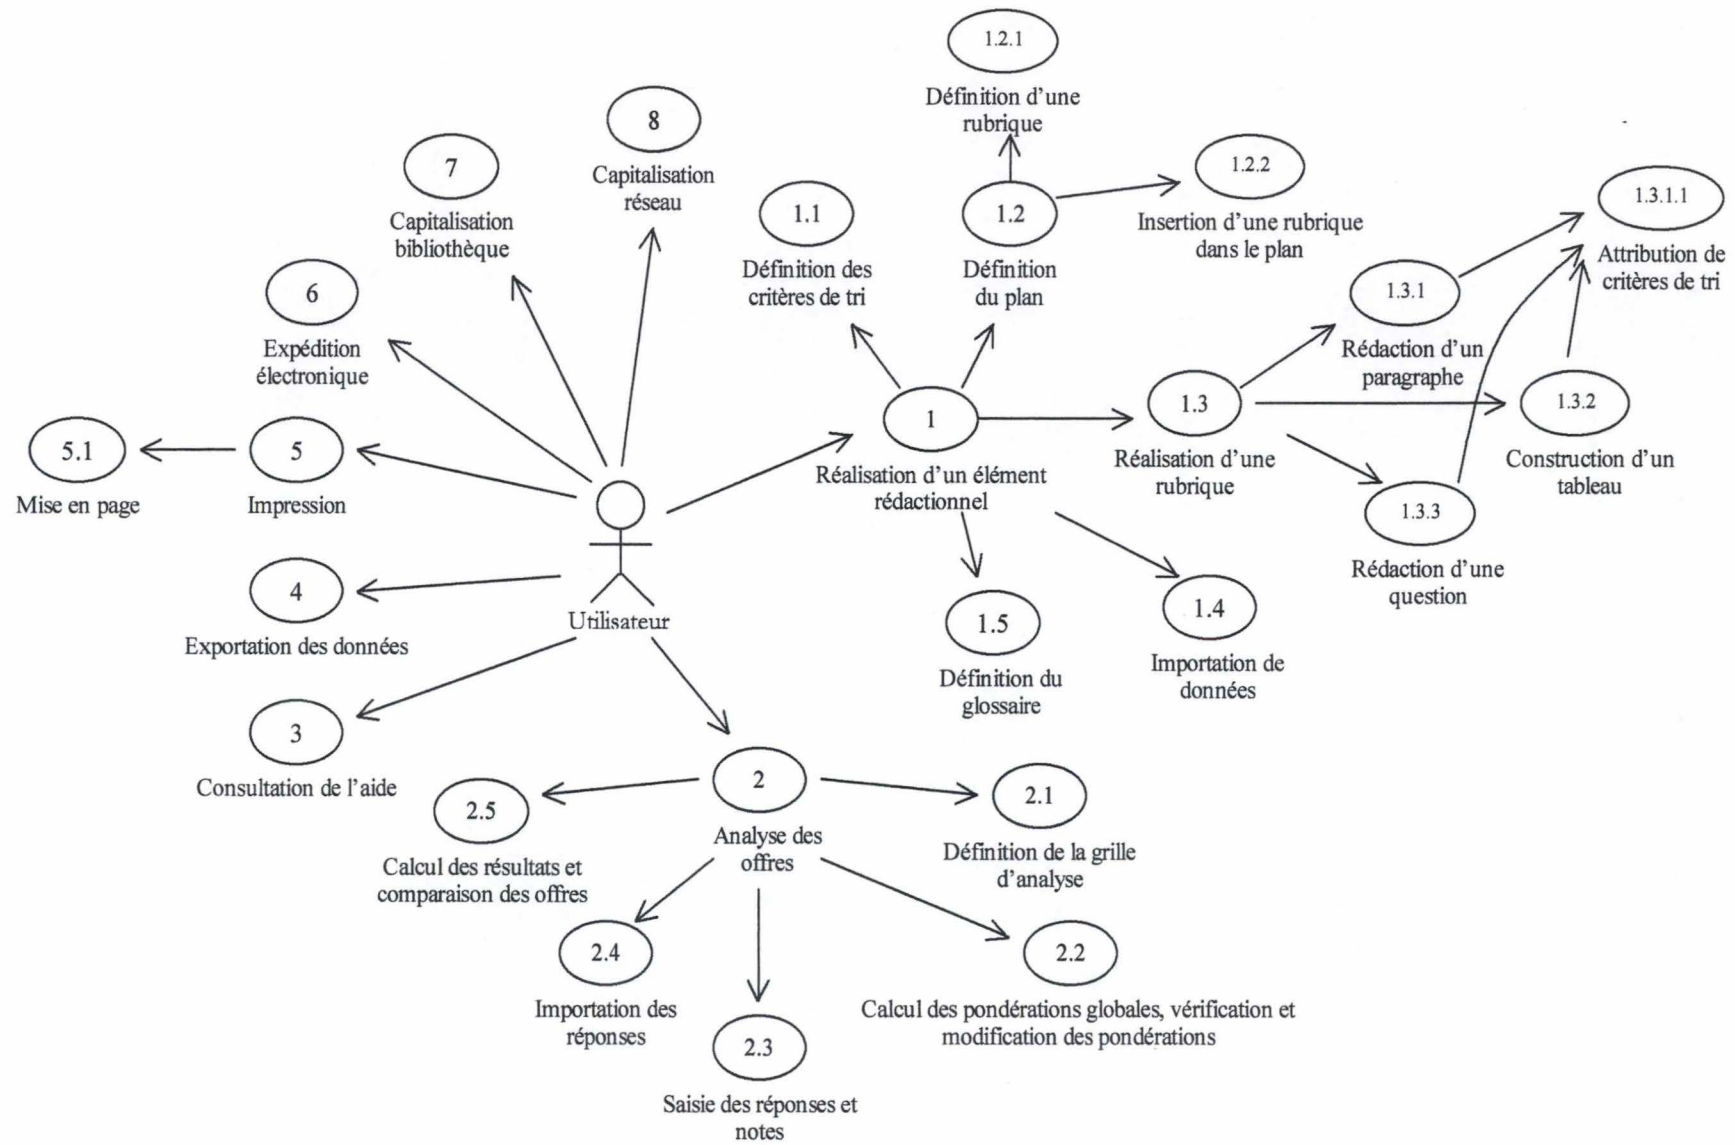 1.2.1
Définition d'une
rubrique
8
Capitalisation
réseau
7
Capitalisation
bibliothèque
1.1
Définition des
critères de tri
1.2
Définition
du plan
1.2.2
Insertion d'une rubrique
dans le plan
1.3.1.1
Attribution de
critères de tri
6
Expédition
électronique
1.3.1
Rédaction d'un
paragraphe
5.1
Mise en page
5
Impression
1
Réalisation d'un élément
rédactionnel
1.3
Réalisation d'une
rubrique
1.3.2
Construction d'un
tableau
1.3.3
Rédaction d'une
question
4
Exportation des données
Utilisateur
1.5
Définition du
glossaire
1.4
Importation de
données
3
Consultation de l'aide
2
Analyse des
offres
2.5
Calcul des résultats et
comparaison des offres
2.1
Définition de la grille
d'analyse
2.4
Importation des
réponses
2.2
Calcul des pondérations globales, vérification et
modification des pondérations
2.3
Saisie des réponses et
notes